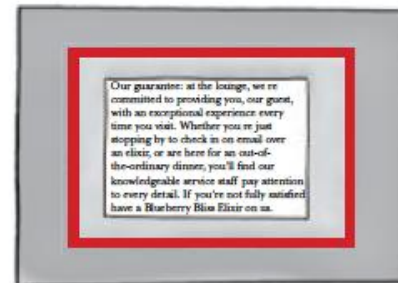 Our guarantee: at the lounge, we re
committed to providing you, our guest,
with an exceptional experience every
time you visit. Whether you re just
stopping by to check in on email over
an elixir, or are here for an out-of-
the-ordinary dinner, you'll find our
knowledgeable service staff pay attention
to every detail. If you're not fully satisfied
have a Blueberry Bliss Elixir on us.